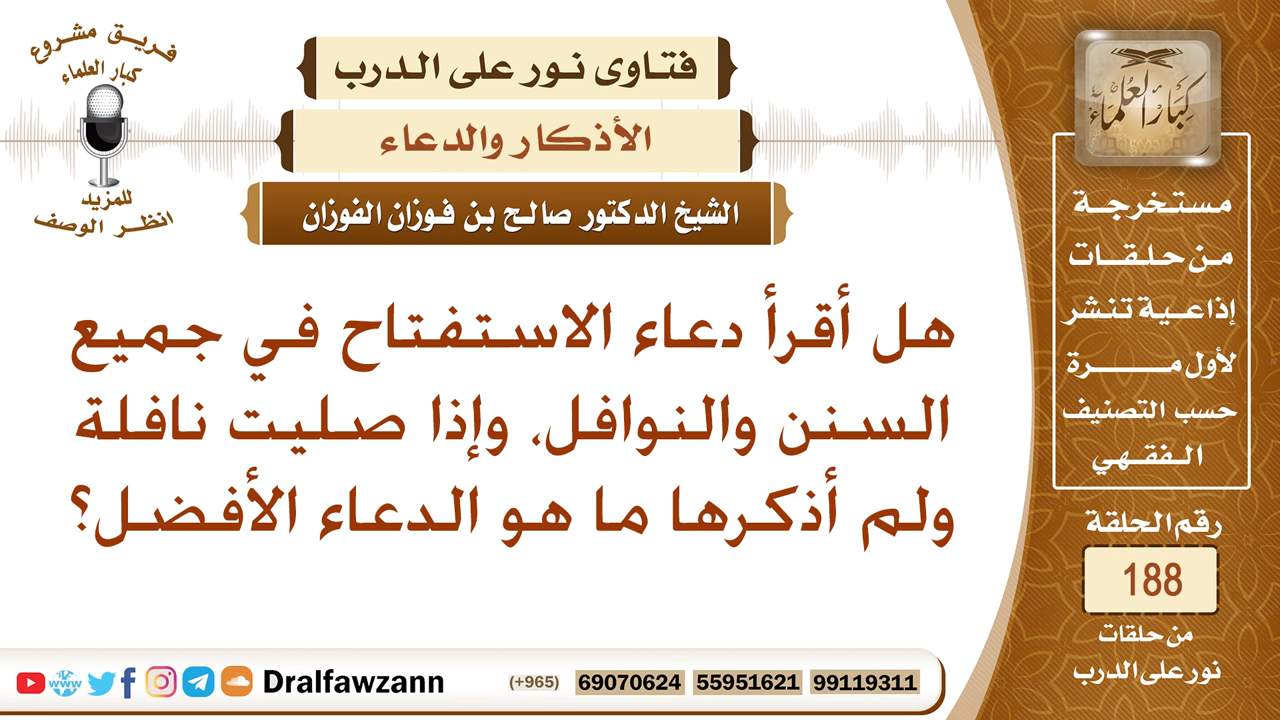 فريق مشروع
كبار العلماء
للمزيد
انظر الوصف
فتاوى نور على الدرب
الأذكار والدعاء
الشيخ الدكتور صالح بن فوزان الفوزان
هل أقرأ دعاء الاستفتاح في جميع
السنن والنوافل، وإذا صليت نافلة
ولم أذكرها ما هو الدعاء الأفضل؟
كبار العلماء
مستخرجة
من حلقات
إذاعية تنشر
لأول مرة
حسب التصنيف
الفقهي
رقم الحلقة
188
من حلقات
نور على الدرب
www Dralfawzann (+965) 69070624 55951621 99119311